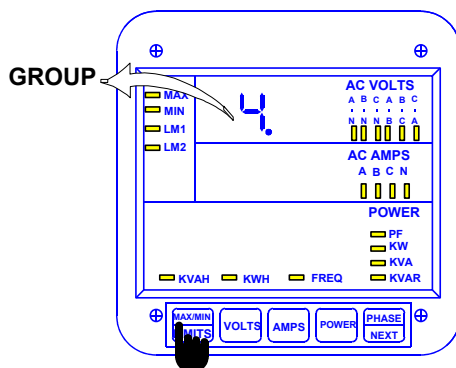 GROUP
4.
MAX
MIN
LM1
LM2
AC VOLTS
A B C A B C
N N N B C A
AC AMPS
A B C N
POWER
PF
KW
KVA
KVAR
KVAH KWH FREQ
MAX/MIN
MITS
VOLTS
AMPS
POWER
PHASE
NEXT